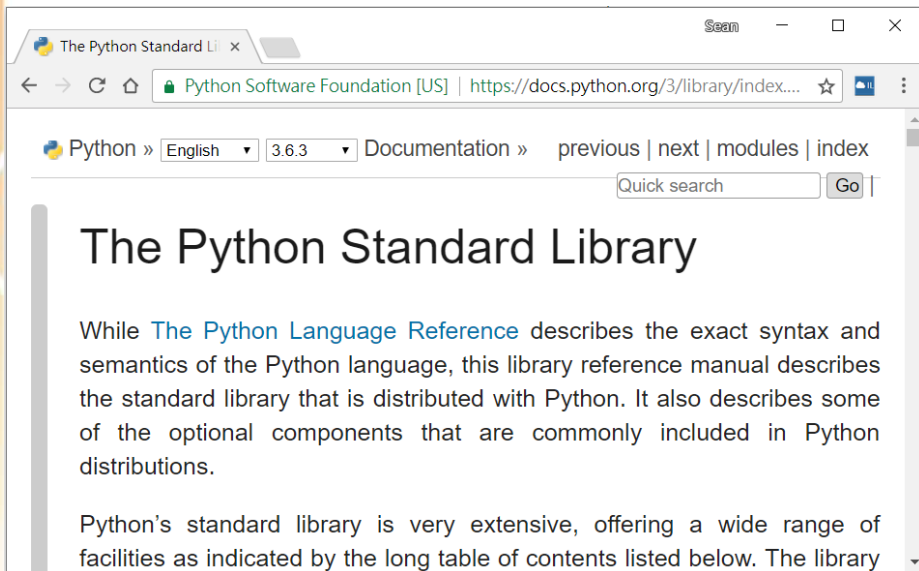 Sean
The Python Standard Li
Python Software Foundation [US] | https://docs.python.org/3/library/index....
Python » English 3.6.3 Documentation » previous | next | modules | index
Quick search Go |
The Python Standard Library
While The Python Language Reference describes the exact syntax and
semantics of the Python language, this library reference manual describes
the standard library that is distributed with Python. It also describes some
of the optional components that are commonly included in Python
distributions.
Python’s standard library is very extensive, offering a wide range of
facilities as indicated by the long table of contents listed below. The library